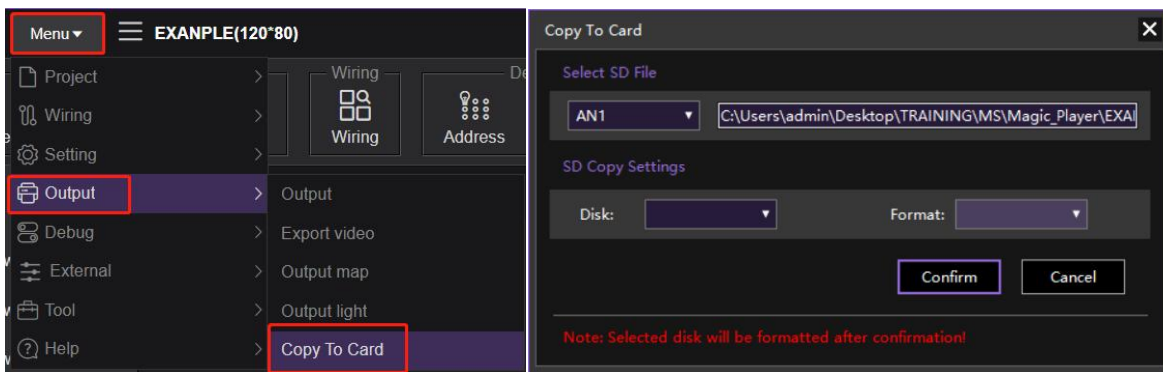 Menu▾ EXANPLE(120*80)
Project >
Wiring >
Setting >
Output >
Debug >
External >
Tool >
Help >
Wiring
Wiring
Address
Output
Export video
Output map
Output light
Copy To Card
Copy To Card X
Select SD File
AN1 ▼ C:\Users\admin\Desktop\TRAINING\MS\Magic_Player\EXAI
SD Copy Settings
Disk: ▼ Format: ▼
Confirm Cancel
Note: Selected disk will be formatted after confirmation!